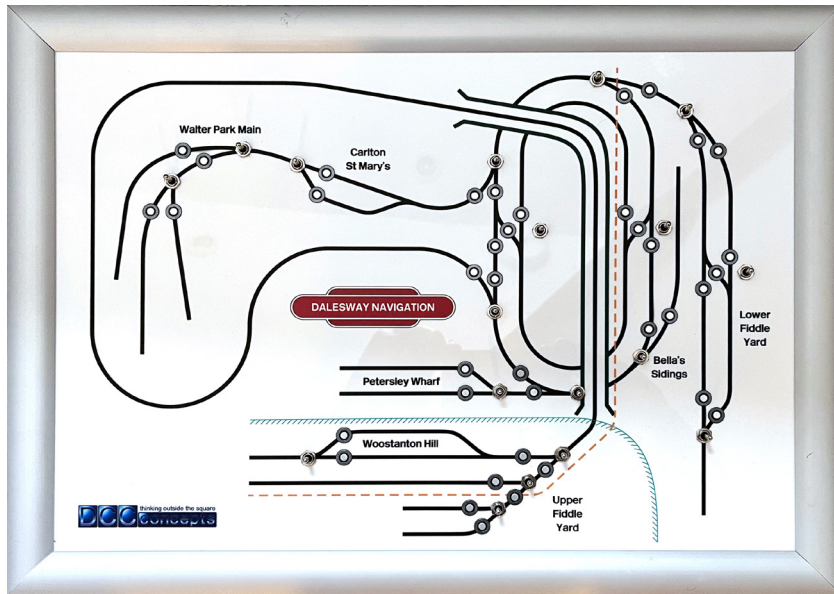 Walter Park Main
Carlton
St Mary's
DALESWAY NAVIGATION
Lower
Fiddle
Yard
Bella's
Sidings
Petersley Wharf
Woostanton Hill
Upper
Fiddle
Yard
DCC
thinking outside the square
concepts